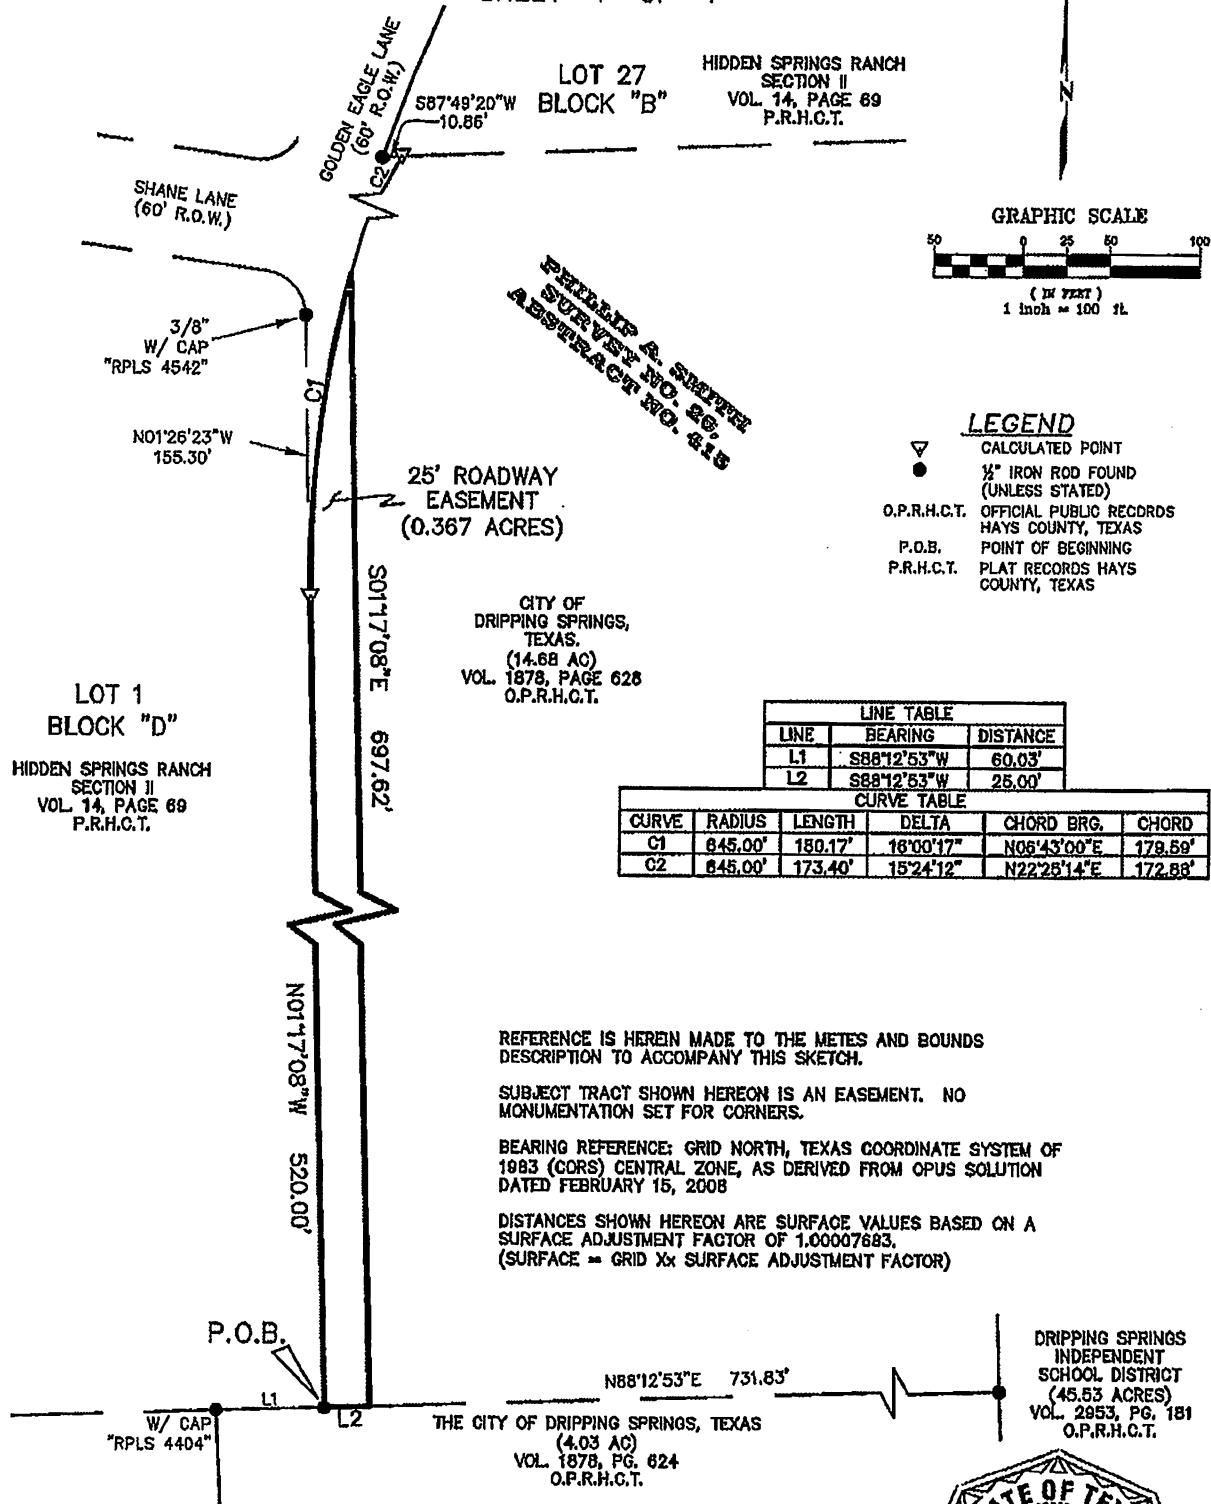 GOLDEN EAGLE LANE
(60' R.O.W.)
S87°49'20"W
10.86'
LOT 27
BLOCK "B"
HIDDEN SPRINGS RANCH
SECTION II
VOL. 14, PAGE 69
P.R.H.C.T.
N
C2
SHANE LANE
(60' R.O.W.)
GRAPHIC SCALE
50 0 25 50 100
( IN FEET )
1 inch = 100 ft.
PHILLIP A. SMITH
SURVEY NO. 26,
ABSTRACT NO. 415
3/8"
W/ CAP
"RPLS 4542"
C1
N01°26'23"W
155.30'
25' ROADWAY
EASEMENT
(0.367 ACRES)
LEGEND
CALCULATED POINT
½" IRON ROD FOUND
(UNLESS STATED)
O.P.R.H.C.T. OFFICIAL PUBLIC RECORDS
HAYS COUNTY, TEXAS
P.O.B. POINT OF BEGINNING
P.R.H.C.T. PLAT RECORDS HAYS
COUNTY, TEXAS
S01°17'08"E 697.62'
CITY OF
DRIPPING SPRINGS,
TEXAS.
(14.68 AC)
VOL. 1878, PAGE 628
O.P.R.H.C.T.
LOT 1
BLOCK "D"
HIDDEN SPRINGS RANCH
SECTION II
VOL. 14, PAGE 69
P.R.H.C.T.
LINE TABLE
LINE BEARING DISTANCE
L1 S88°12'53"W 60.03'
L2 S88°12'53"W 25.00'
CURVE TABLE
CURVE RADIUS LENGTH DELTA CHORD BRG. CHORD
C1 645.00' 180.17' 16°00'17" N06°43'00"E 179.59'
C2 645.00' 173.40' 15°24'12" N22°25'14"E 172.88'
N01°17'08"W 520.00'
REFERENCE IS HEREIN MADE TO THE METES AND BOUNDS
DESCRIPTION TO ACCOMPANY THIS SKETCH.
SUBJECT TRACT SHOWN HEREON IS AN EASEMENT. NO
MONUMENTATION SET FOR CORNERS.
BEARING REFERENCE: GRID NORTH, TEXAS COORDINATE SYSTEM OF
1983 (CORS) CENTRAL ZONE, AS DERIVED FROM OPUS SOLUTION
DATED FEBRUARY 15, 2008
DISTANCES SHOWN HEREON ARE SURFACE VALUES BASED ON A
SURFACE ADJUSTMENT FACTOR OF 1.00007683.
(SURFACE = GRID Xx SURFACE ADJUSTMENT FACTOR)
P.O.B.
L1
L2
W/ CAP
"RPLS 4404"
N88°12'53"E 731.83'
THE CITY OF DRIPPING SPRINGS, TEXAS
(4.03 AC)
VOL. 1878, PG. 624
O.P.R.H.C.T.
DRIPPING SPRINGS
INDEPENDENT
SCHOOL DISTRICT
(45.53 ACRES)
VOL. 2953, PG. 181
O.P.R.H.C.T.